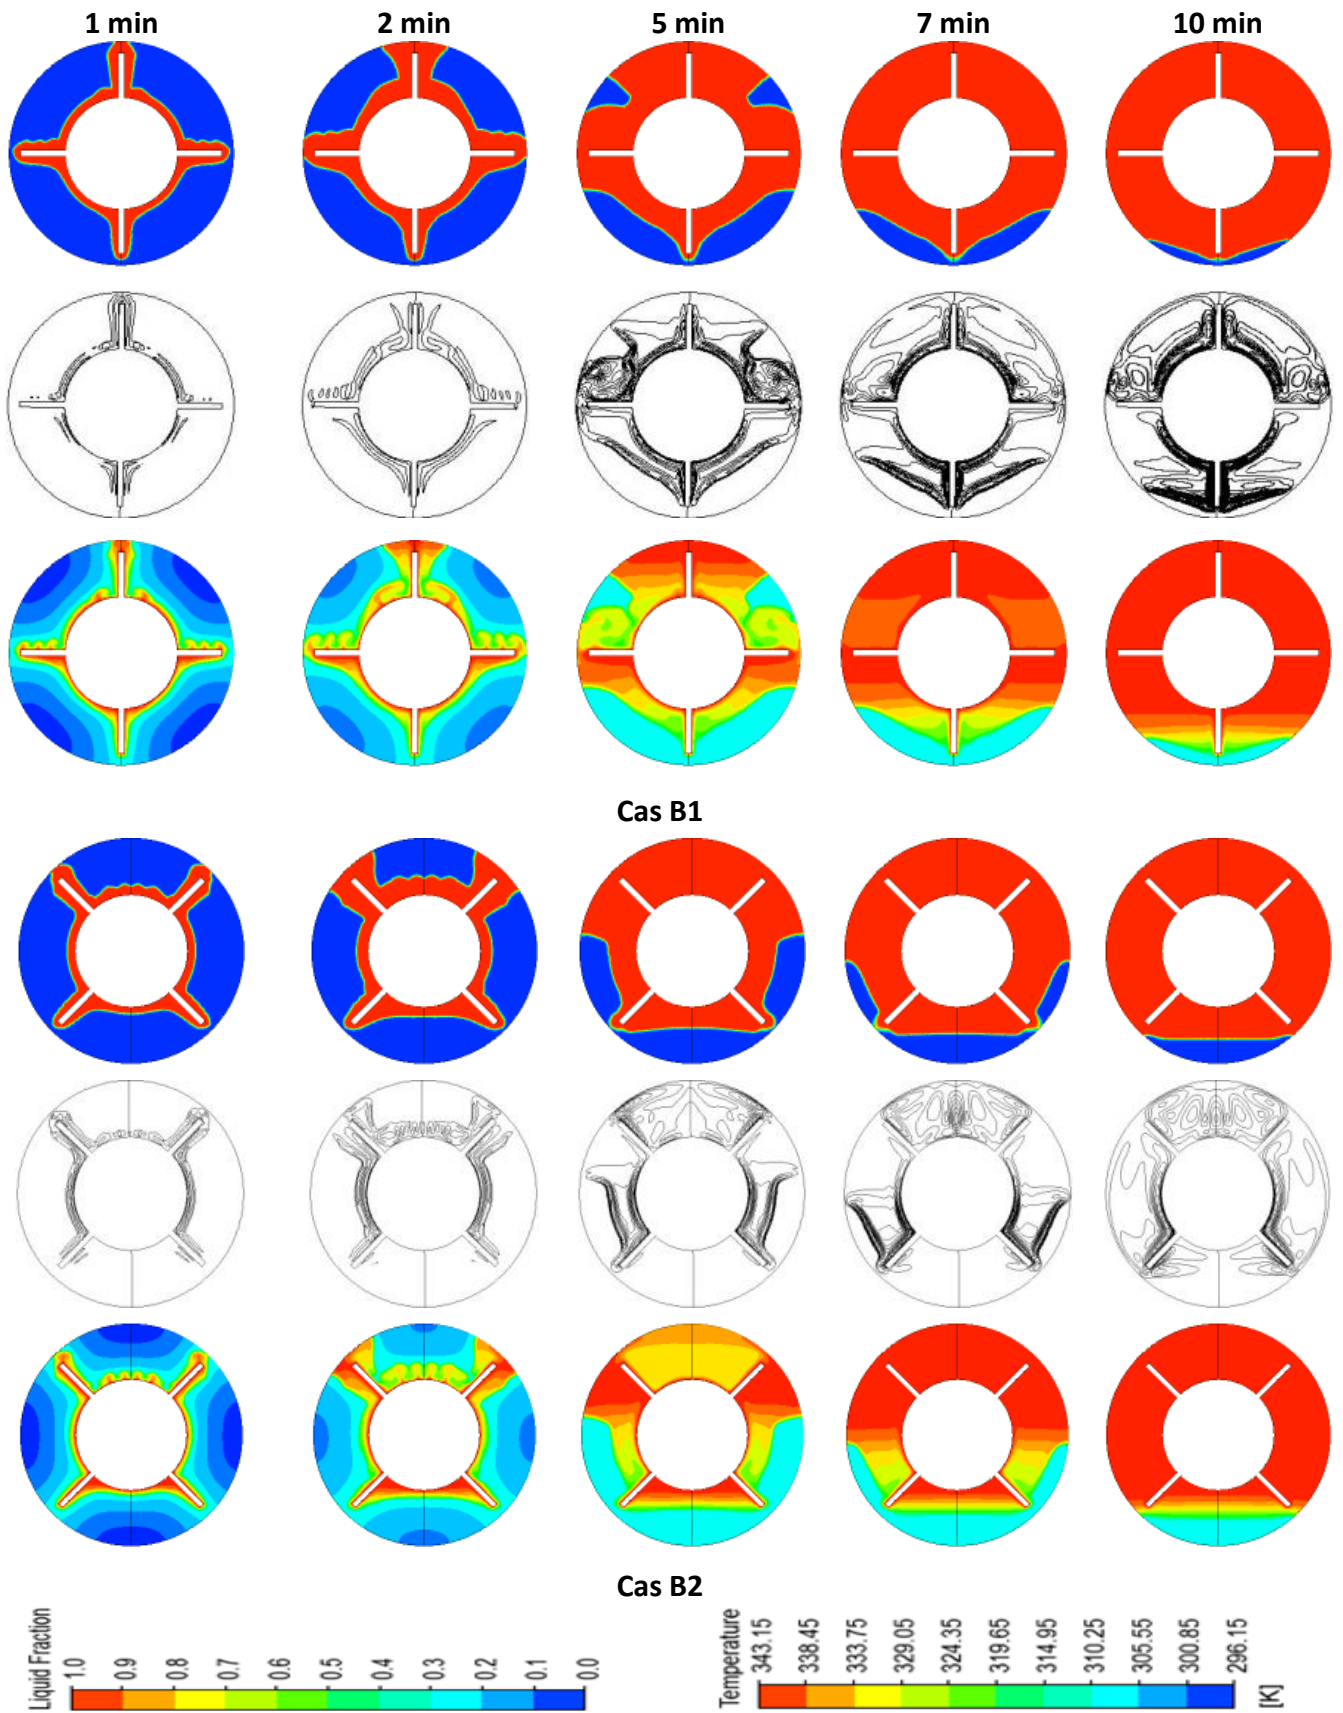 1 min 2 min 5 min 7 min 10 min
Cas B1
Cas B2
Liquid Fraction
1.0 0.9 0.8 0.7 0.6 0.5 0.4 0.3 0.2 0.1 0.0
Temperature
343.15 338.45 333.75 329.05 324.35 319.65 314.95 310.25 305.55 300.85 296.15
[K]